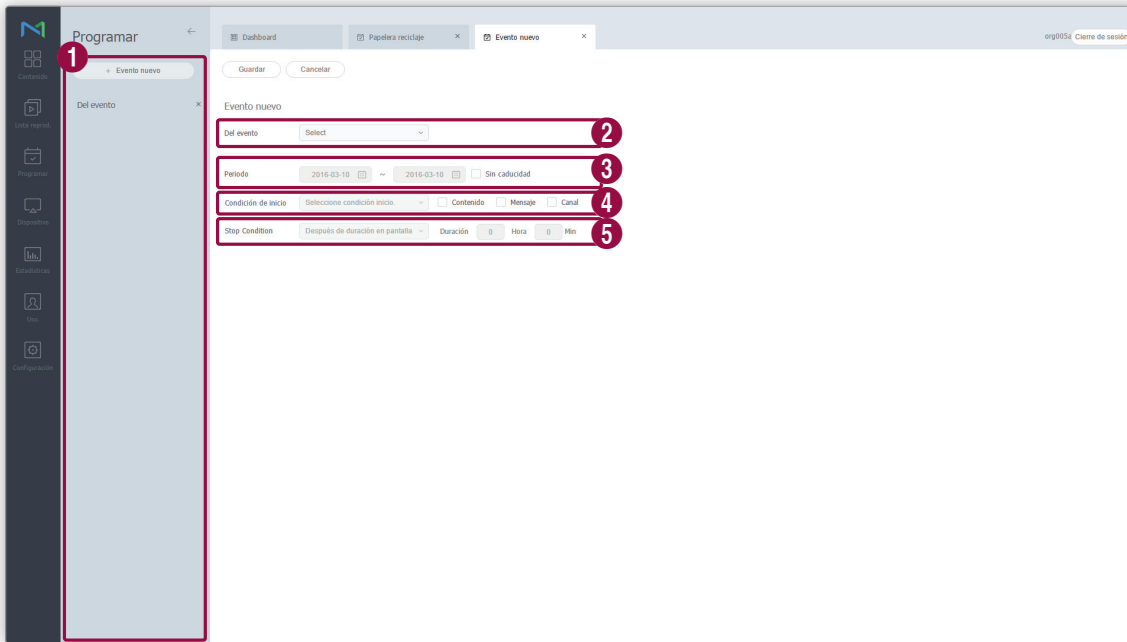 Programar
←
Dashboard
Papelera reciclaje ×
Evento nuevo ×
org005a
Cierre de sesión
1
+ Evento nuevo
Guardar
Cancelar
Contenido
Del evento ×
Evento nuevo
Lista reprod.
Del evento Select 2
Programar
Periodo 2016-03-10 ~ 2016-03-10 Sin caducidad 3
Condición de inicio Seleccione condición inicio. Contenido Mensaje Canal 4
Dispositivo
Stop Condition Después de duración en pantalla Duración 0 Hora 0 Min 5
Estadísticas
Usu.
Configuración